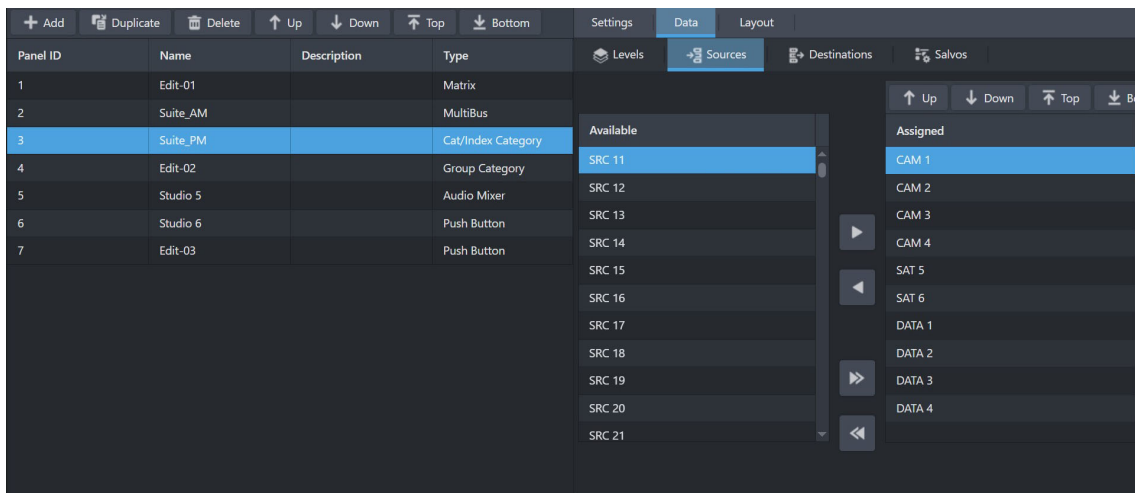 Add Duplicate Delete Up Down Top Bottom
Settings Data Layout
Panel ID Name Description Type
Levels Sources Destinations Salvos
1 Edit-01 Matrix
2 Suite_AM MultiBus
3 Suite_PM Cat/Index Category
4 Edit-02 Group Category
5 Studio 5 Audio Mixer
6 Studio 6 Push Button
7 Edit-03 Push Button
Up Down Top
Available
SRC 11
SRC 12
SRC 13
SRC 14
SRC 15
SRC 16
SRC 17
SRC 18
SRC 19
SRC 20
SRC 21
Assigned
CAM 1
CAM 2
CAM 3
CAM 4
SAT 5
SAT 6
DATA 1
DATA 2
DATA 3
DATA 4